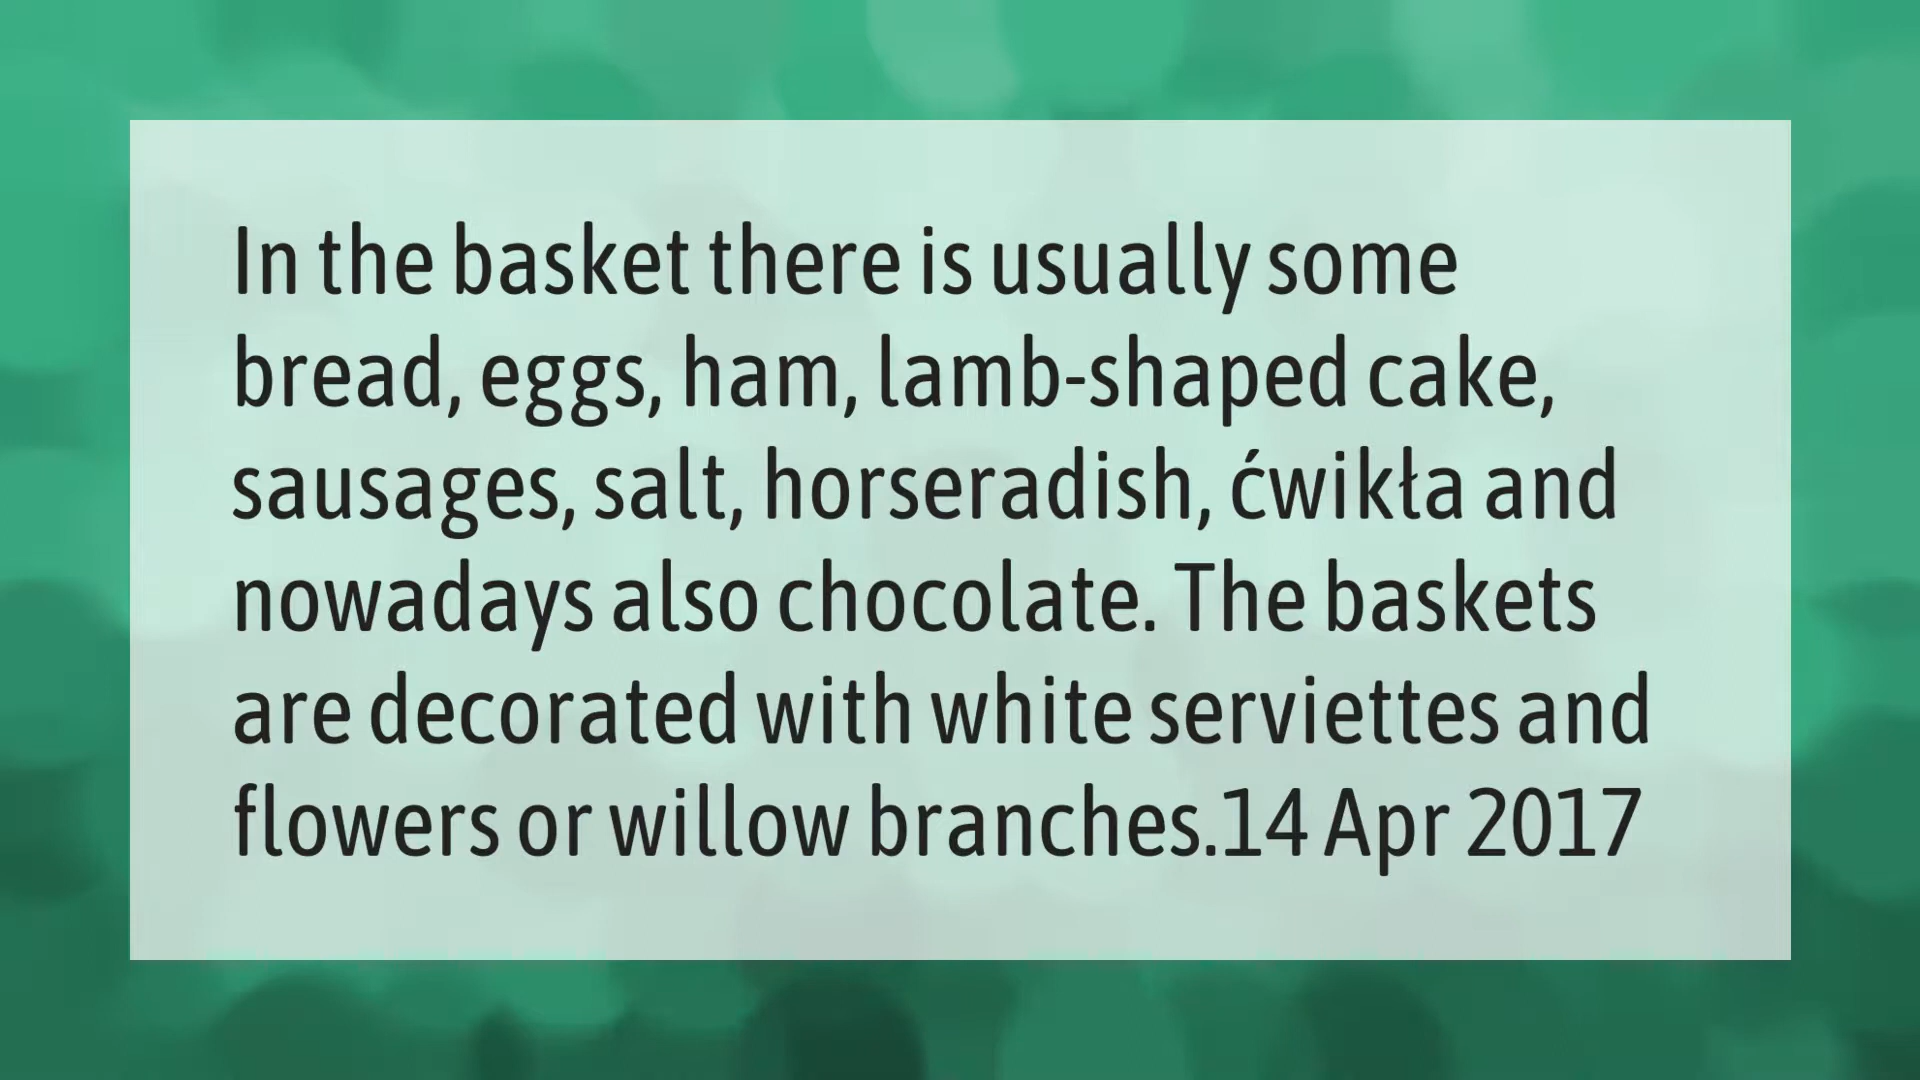 In the basket there is usually some
bread, eggs, ham, lamb-shaped cake,
sausages, salt, horseradish, ćwikła and
nowadays also chocolate. The baskets
are decorated with white serviettes and
flowers or willow branches.14 Apr 2017